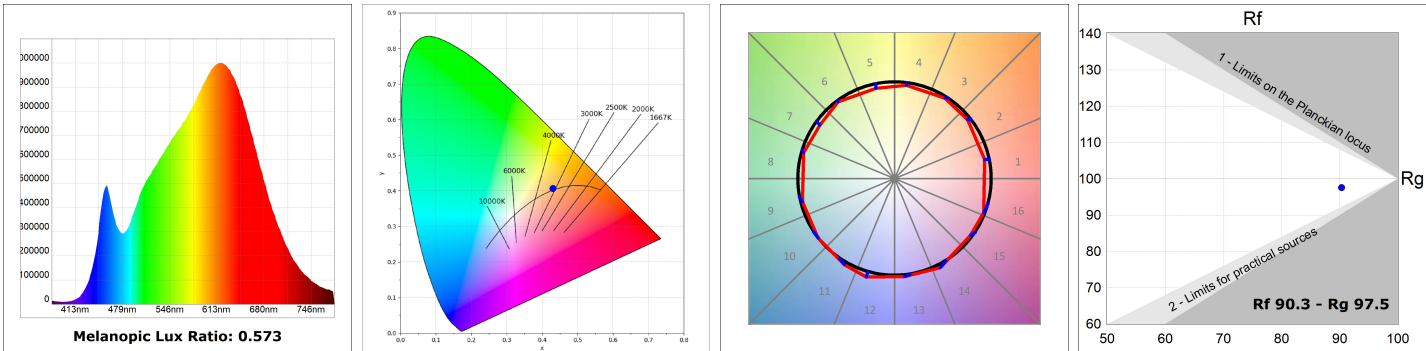 000000
900000
800000
700000
600000
500000
400000
300000
200000
100000
0
413nm 479nm 546nm 613nm 680nm 746nm
Melanopic Lux Ratio: 0.573
0.9
0.8
0.7
0.6
0.5
y
0.4
0.3
0.2
0.1
0.0
0.0 0.1 0.2 0.3 0.4 0.5 0.6 0.7 0.8
x
10000K
6000K
4000K
3000K
2500K
2000K
1667K
1
2
3
4
5
6
7
8
9
10
11
12
13
14
15
16
Rf
140
130
120
110
100
90
80
70
60
50 60 70 80 90 100
Rg
1 - Limits on the Planckian locus
2 - Limits for practical sources
Rf 90.3 - Rg 97.5